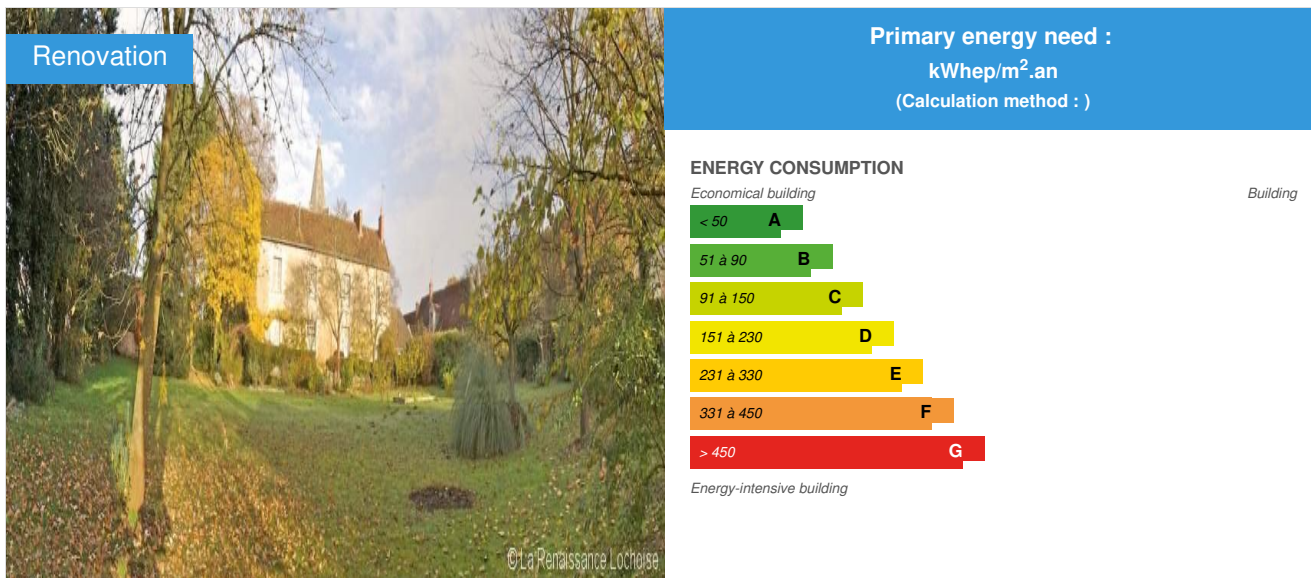 Renovation
©La Renaissance Lochoise
Primary energy need :
kWhep/m².an
(Calculation method : )
ENERGY CONSUMPTION
Economical building
Building
< 50 A
51 à 90 B
91 à 150 C
151 à 230 D
231 à 330 E
331 à 450 F
> 450 G
Energy-intensive building